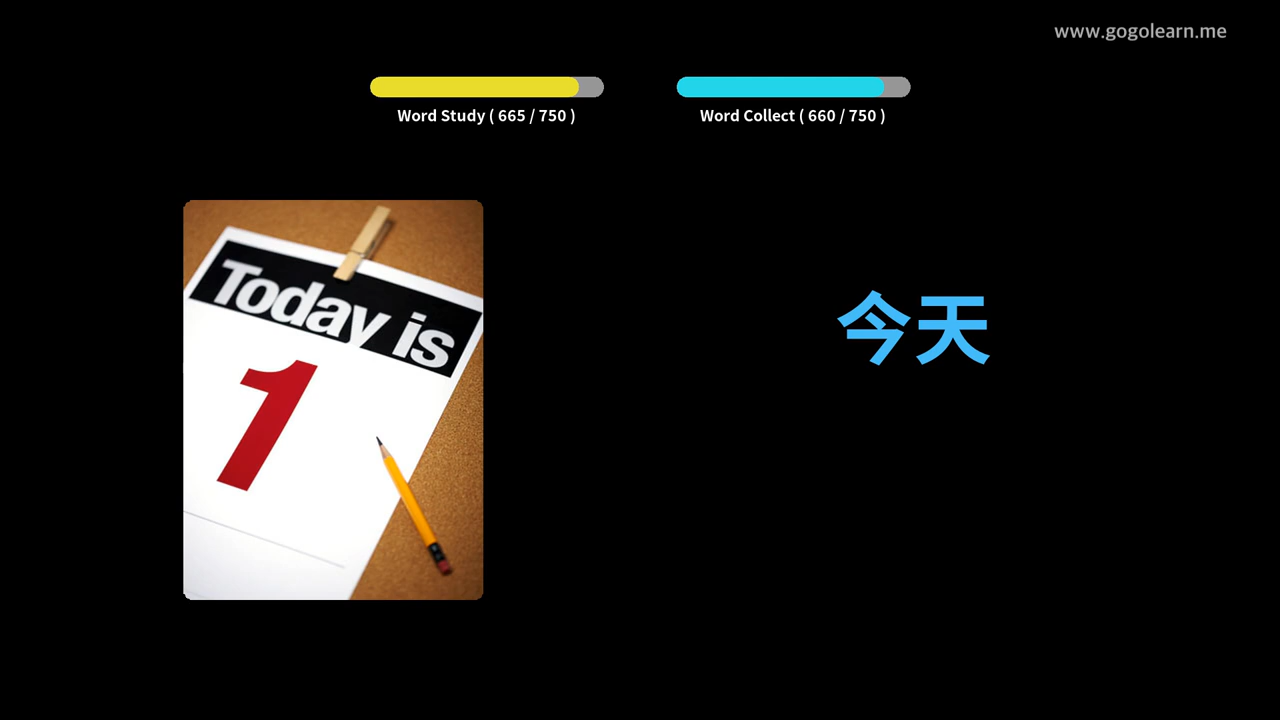 www.gogolearn.me
Word Study ( 665 / 750 )
Word Collect ( 660 / 750 )
Today is
1
今天